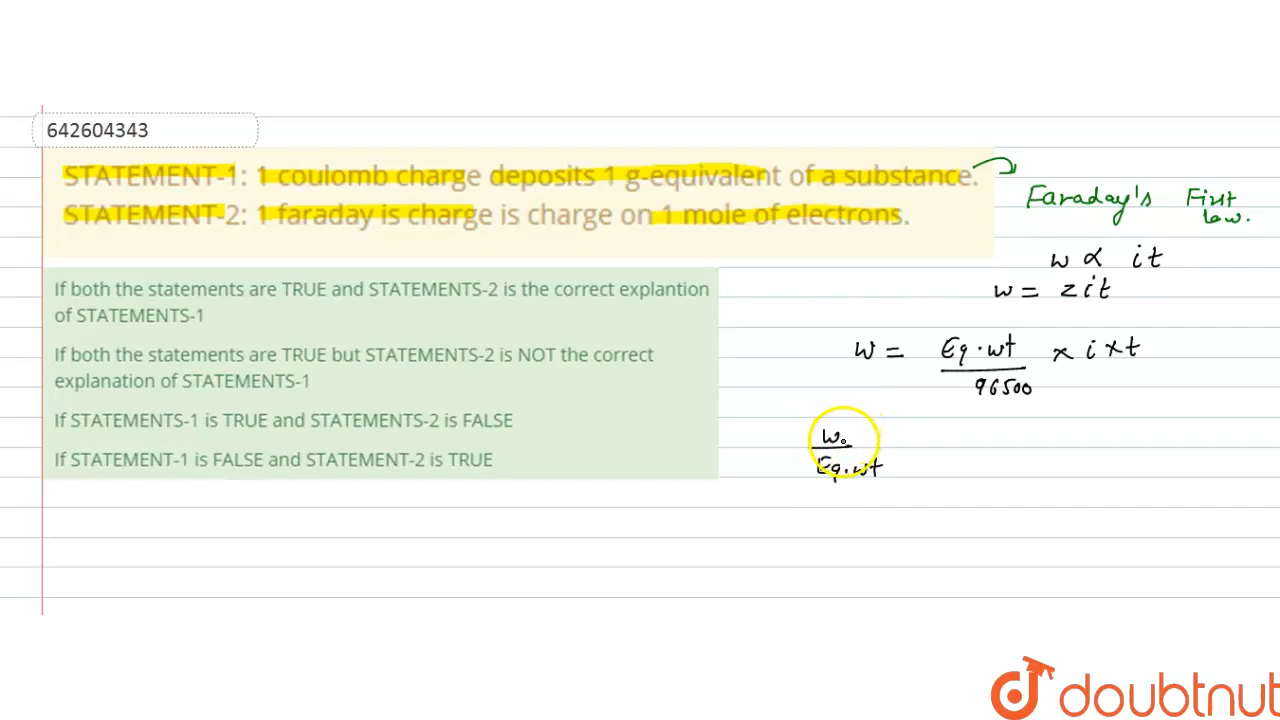 642604343
STATEMENT-1: 1 coulomb charge deposits 1 g-equivalent of a substance.
STATEMENT-2: 1 faraday is charge is charge on 1 mole of electrons.
If both the statements are TRUE and STATEMENTS-2 is the correct explantion
of STATEMENTS-1
If both the statements are TRUE but STATEMENTS-2 is NOT the correct
explanation of STATEMENTS-1
If STATEMENTS-1 is TRUE and STATEMENTS-2 is FALSE
If STATEMENT-1 is FALSE and STATEMENT-2 is TRUE
Faraday's First
law.
w ∝ it
w = zit
w = Eq.wt × i × t
96500
w
Eq.wt
doubtnut